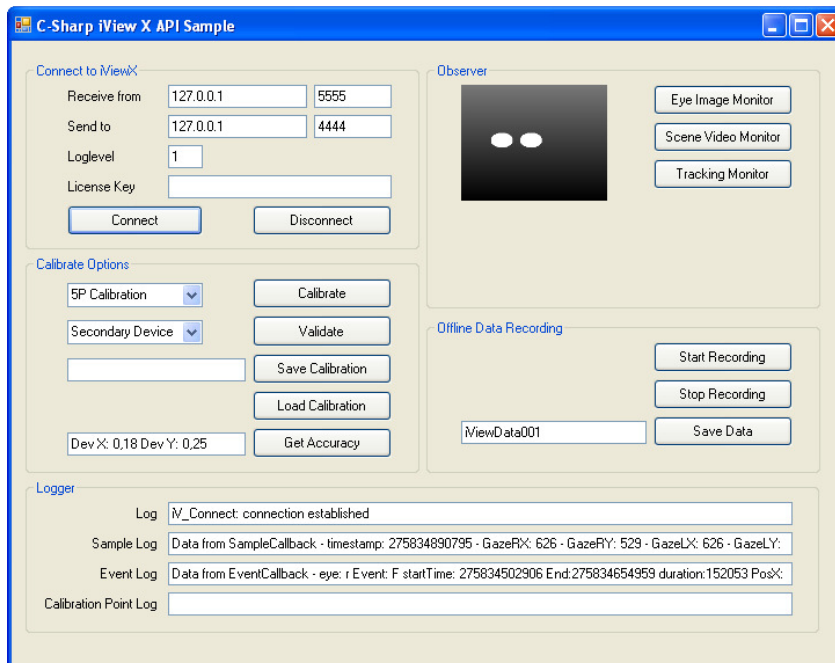 C-Sharp iView X API Sample
Connect to iViewX
Receive from 127.0.0.1 5555
Send to 127.0.0.1 4444
Loglevel 1
License Key
Connect Disconnect
Observer
Eye Image Monitor
Scene Video Monitor
Tracking Monitor
Calibrate Options
5P Calibration Calibrate
Secondary Device Validate
Save Calibration
Load Calibration
Dev X: 0,18 Dev Y: 0,25 Get Accuracy
Offline Data Recording
Start Recording
Stop Recording
iViewData001 Save Data
Logger
Log iV_Connect: connection established
Sample Log Data from SampleCallback - timestamp: 275834890795 - GazeRX: 626 - GazeRY: 529 - GazeLX: 626 - GazeLY:
Event Log Data from EventCallback - eye: r Event: F startTime: 275834502906 End:275834654959 duration:152053 PosX:
Calibration Point Log